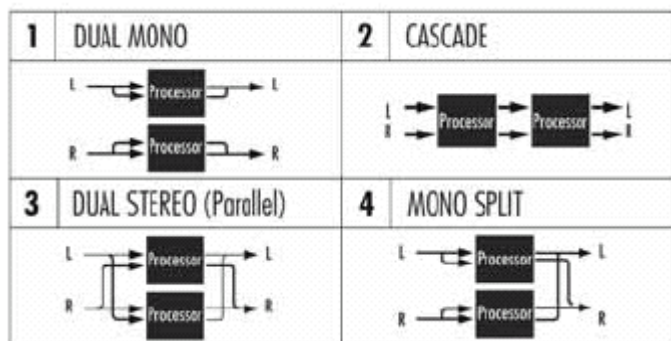 1 DUAL MONO
L Processor L
R Processor R
2 CASCADE
L
R Processor Processor L
R
3 DUAL STEREO (Parallel)
L Processor L
R Processor R
4 MONO SPLIT
L Processor L
R Processor R